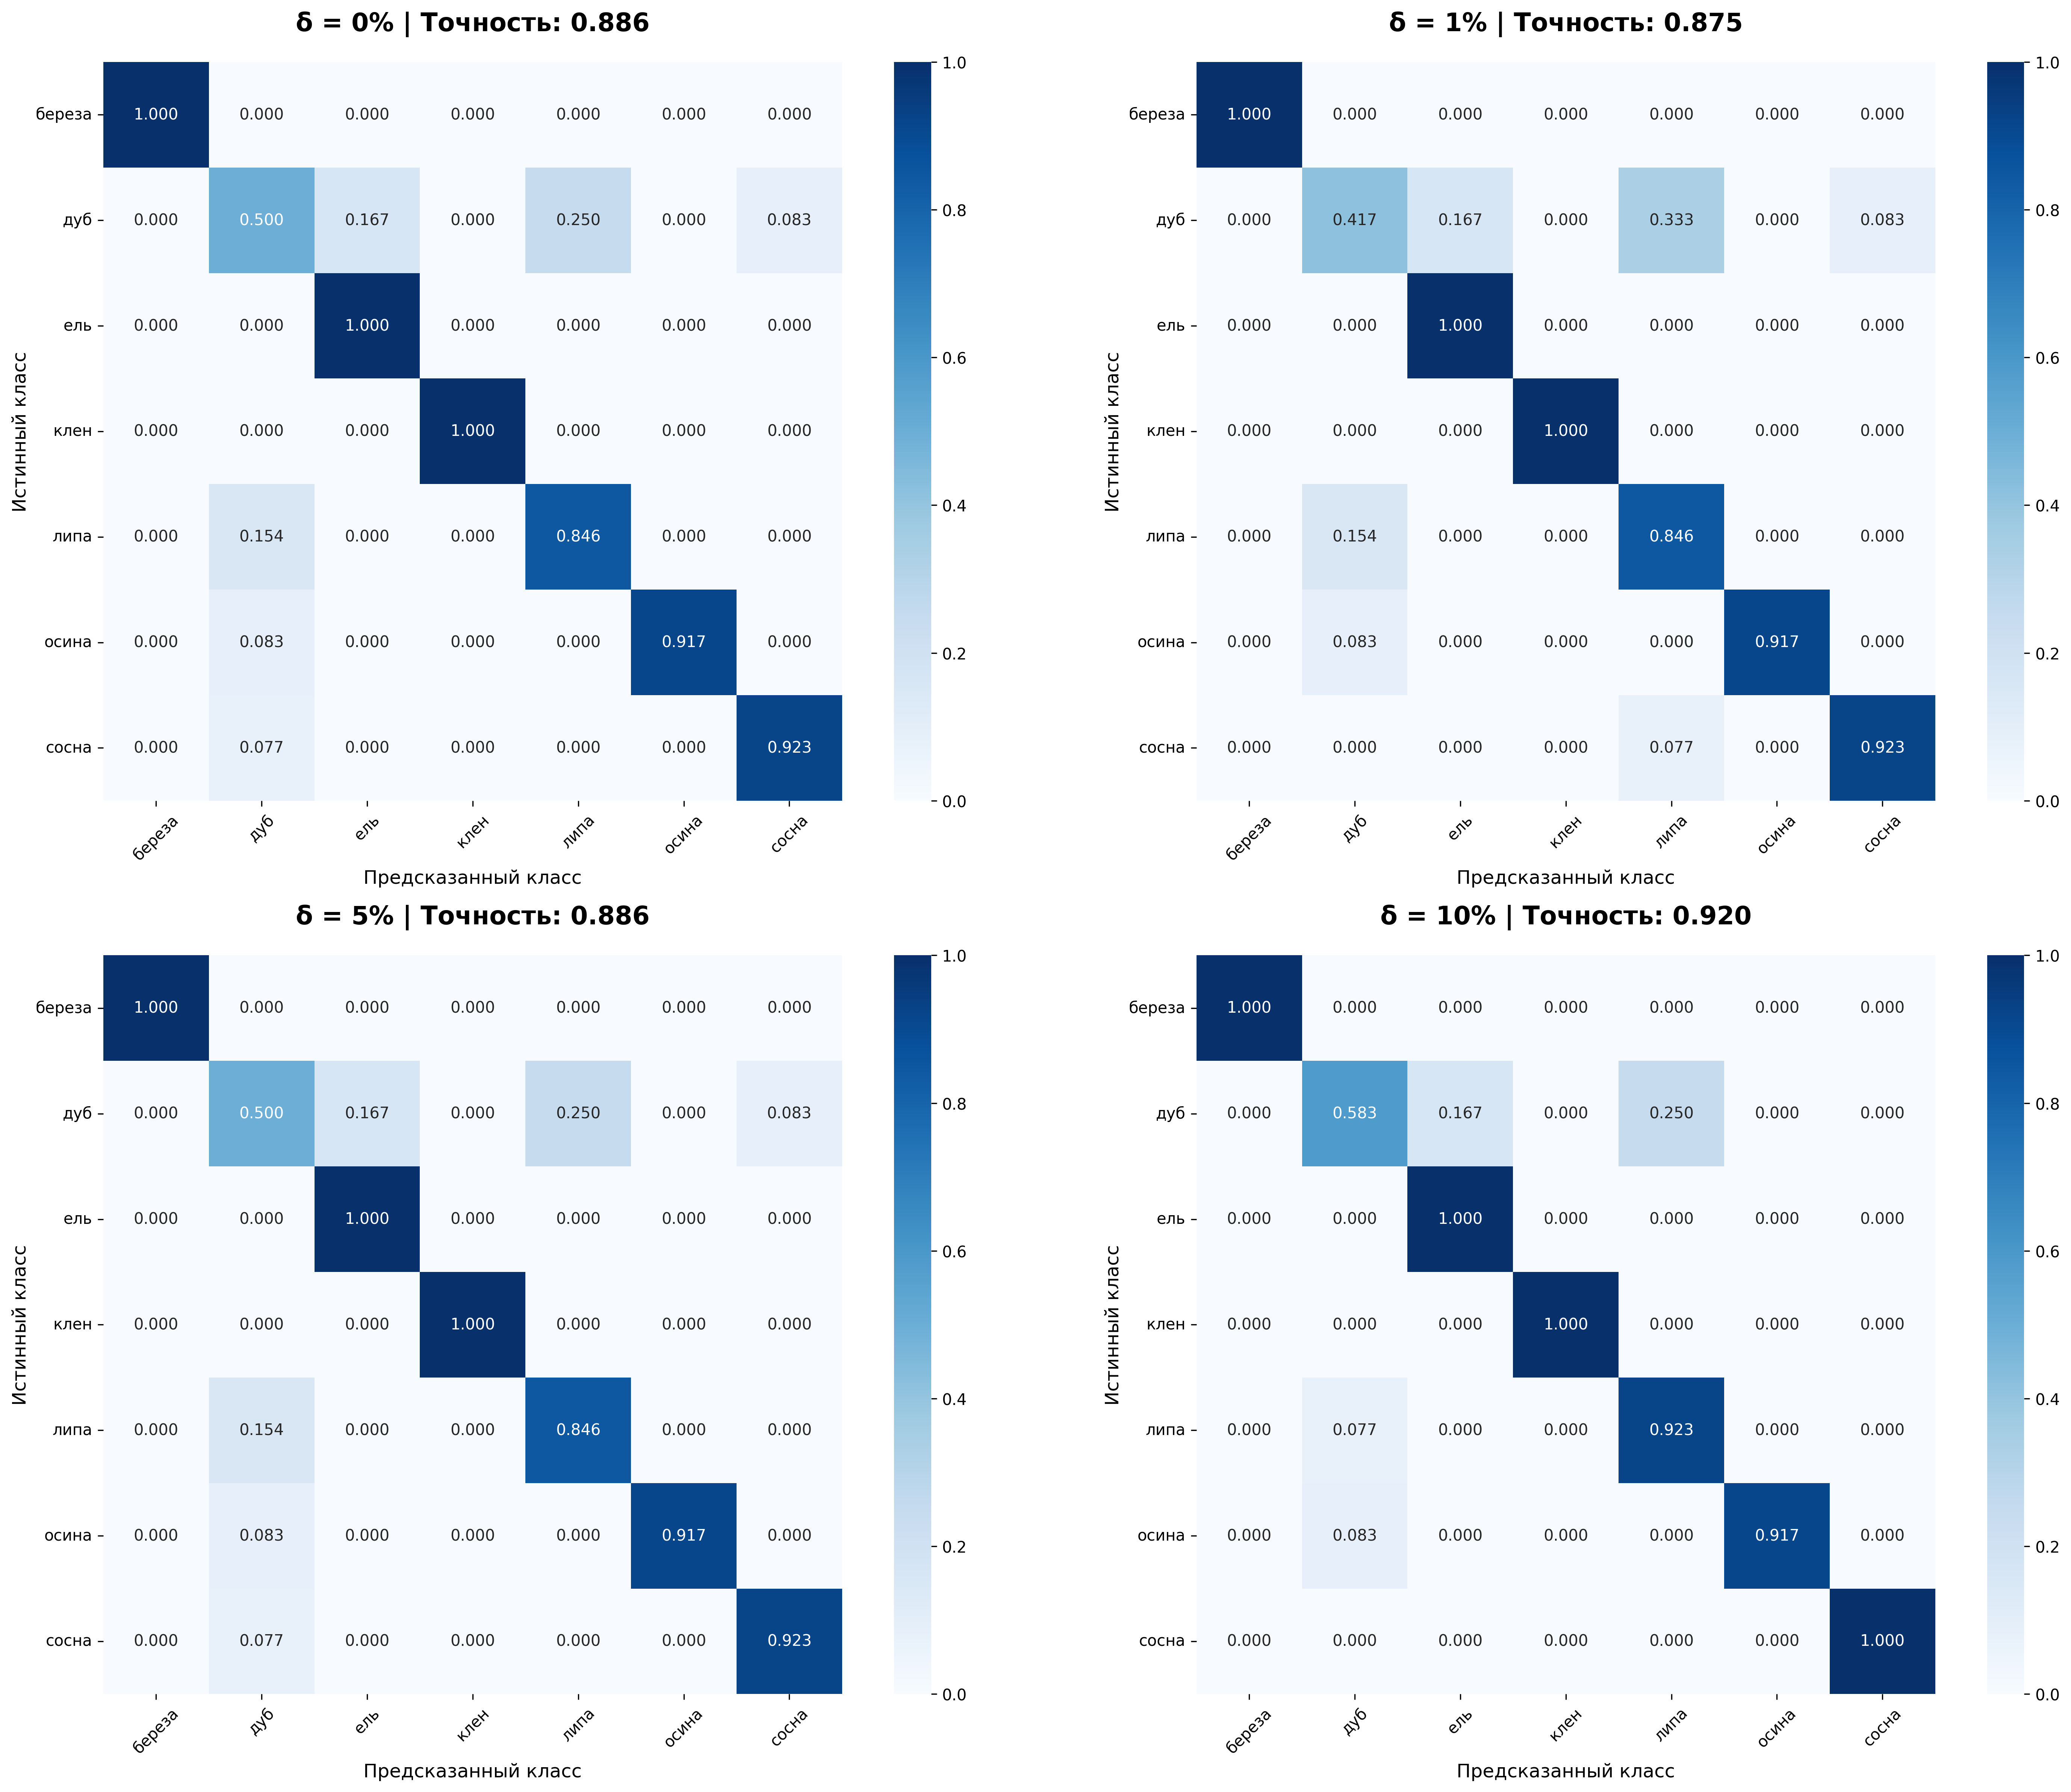 δ = 0% | Точность: 0.886
1.0
береза 1.000 0.000 0.000 0.000 0.000 0.000 0.000
0.8
дуб 0.000 0.500 0.167 0.000 0.250 0.000 0.083
ель 0.000 0.000 1.000 0.000 0.000 0.000 0.000
0.6
Истинный класс
клен 0.000 0.000 0.000 1.000 0.000 0.000 0.000
0.4
липа 0.000 0.154 0.000 0.000 0.846 0.000 0.000
осина 0.000 0.083 0.000 0.000 0.000 0.917 0.000
0.2
сосна 0.000 0.077 0.000 0.000 0.000 0.000 0.923
0.0
береза дуб ель клен липа осина сосна
Предсказанный класс
δ = 1% | Точность: 0.875
1.0
береза 1.000 0.000 0.000 0.000 0.000 0.000 0.000
0.8
дуб 0.000 0.417 0.167 0.000 0.333 0.000 0.083
ель 0.000 0.000 1.000 0.000 0.000 0.000 0.000
0.6
Истинный класс
клен 0.000 0.000 0.000 1.000 0.000 0.000 0.000
0.4
липа 0.000 0.154 0.000 0.000 0.846 0.000 0.000
осина 0.000 0.083 0.000 0.000 0.000 0.917 0.000
0.2
сосна 0.000 0.000 0.000 0.000 0.077 0.000 0.923
0.0
береза дуб ель клен липа осина сосна
Предсказанный класс
δ = 5% | Точность: 0.886
1.0
береза 1.000 0.000 0.000 0.000 0.000 0.000 0.000
0.8
дуб 0.000 0.500 0.167 0.000 0.250 0.000 0.083
ель 0.000 0.000 1.000 0.000 0.000 0.000 0.000
0.6
Истинный класс
клен 0.000 0.000 0.000 1.000 0.000 0.000 0.000
0.4
липа 0.000 0.154 0.000 0.000 0.846 0.000 0.000
осина 0.000 0.083 0.000 0.000 0.000 0.917 0.000
0.2
сосна 0.000 0.077 0.000 0.000 0.000 0.000 0.923
0.0
береза дуб ель клен липа осина сосна
Предсказанный класс
δ = 10% | Точность: 0.920
1.0
береза 1.000 0.000 0.000 0.000 0.000 0.000 0.000
0.8
дуб 0.000 0.583 0.167 0.000 0.250 0.000 0.000
ель 0.000 0.000 1.000 0.000 0.000 0.000 0.000
0.6
Истинный класс
клен 0.000 0.000 0.000 1.000 0.000 0.000 0.000
0.4
липа 0.000 0.077 0.000 0.000 0.923 0.000 0.000
осина 0.000 0.083 0.000 0.000 0.000 0.917 0.000
0.2
сосна 0.000 0.000 0.000 0.000 0.000 0.000 1.000
0.0
береза дуб ель клен липа осина сосна
Предсказанный класс